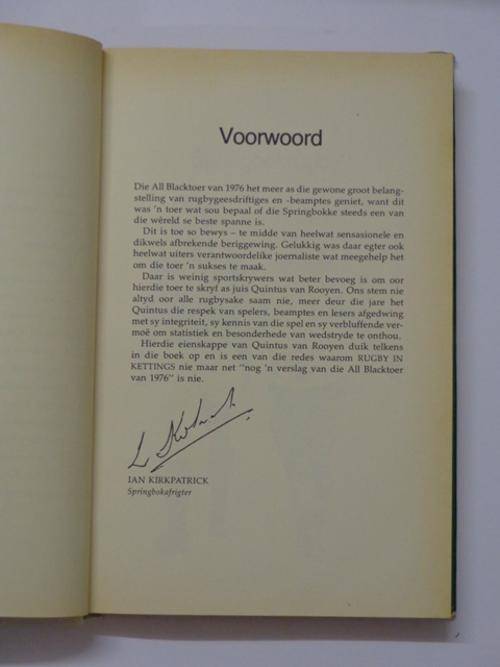 Voorwoord
Die All Blacktoer van 1976 het meer as die gewone groot belang-
stelling van rugbygeesdriftiges en -beamptes geniet, want dit
was 'n toer wat sou bepaal of die Springbokke steeds een van
die wêreld se beste spanne is.
Dit is toe so bewys – te midde van heelwat sensasionele en
dikwels afbrekende beriggewing. Gelukkig was daar egter ook
heelwat uiters verantwoordelike joernaliste wat meegehelp het
om die toer 'n sukses te maak.
Daar is weinig sportskrywers wat beter bevoeg is om oor
hierdie toer te skryf as juis Quintus van Rooyen. Ons stem nie
altyd oor alle rugbysake saam nie, meer deur die jare het
Quintus die respek van spelers, beamptes en lesers afgedwing
met sy integriteit, sy kennis van die spel en sy verbluffende ver-
moë om statistiek en besonderhede van wedstryde te onthou.
Hierdie eienskappe van Quintus van Rooyen duik telkens
in die boek op en is een van die redes waarom RUGBY IN
KETTINGS nie maar net "nog 'n verslag van die All Blacktoer
van 1976" is nie.
IAN KIRKPATRICK
Springbokafrigter